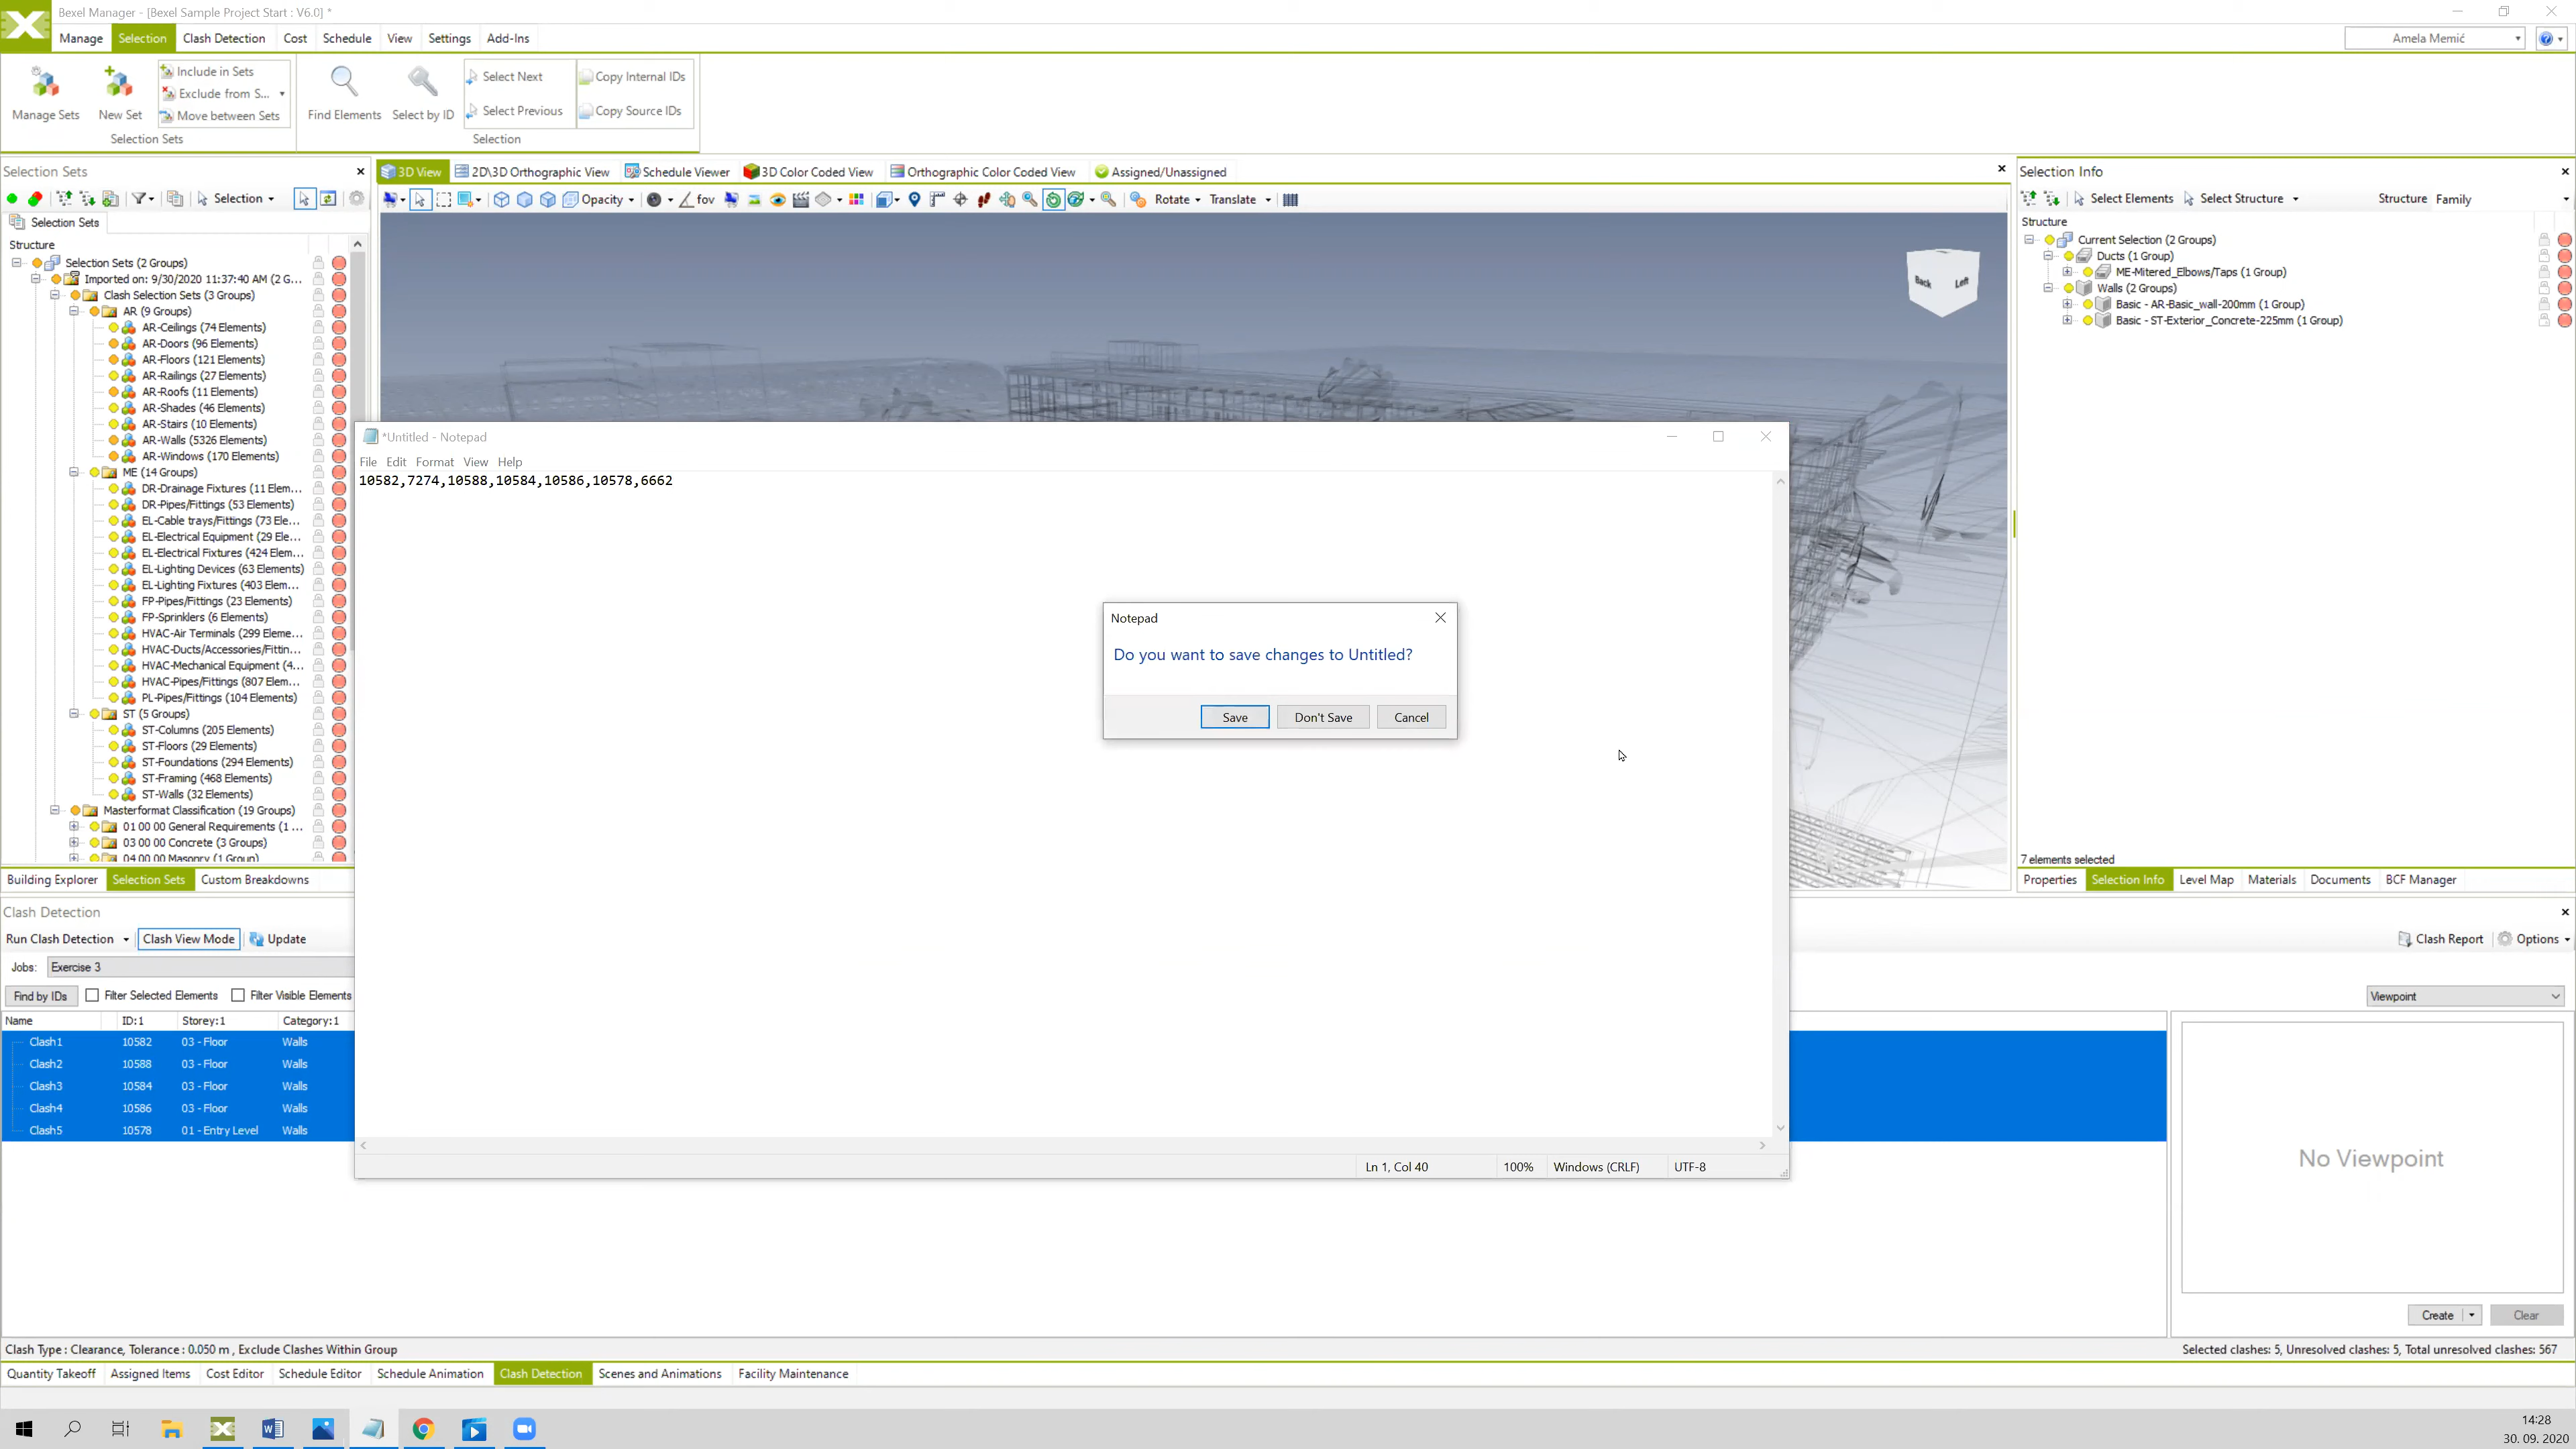 Bexel Manager - [Bexel Sample Project Start : V6.0] *
Manage Selection Clash Detection Cost Schedule View Settings Add-Ins
Amela Memić
Include in Sets
Exclude from S...
Move between Sets
Manage Sets New Set
Selection Sets
Find Elements Select by ID
Select Next
Select Previous
Copy Internal IDs
Copy Source IDs
Selection
Selection Sets
Selection
Selection Sets
Structure
Selection Sets (2 Groups)
Imported on: 9/30/2020 11:37:40 AM (2 G...
Clash Selection Sets (3 Groups)
AR (9 Groups)
AR-Ceilings (74 Elements)
AR-Doors (96 Elements)
AR-Floors (121 Elements)
AR-Railings (27 Elements)
AR-Roofs (11 Elements)
AR-Shades (46 Elements)
AR-Stairs (10 Elements)
AR-Walls (5326 Elements)
AR-Windows (170 Elements)
ME (14 Groups)
DR-Drainage Fixtures (11 Elem...
DR-Pipes/Fittings (53 Elements)
EL-Cable trays/Fittings (73 Ele...
EL-Electrical Equipment (29 Ele...
EL-Electrical Fixtures (424 Elem...
EL-Lighting Devices (63 Elements)
EL-Lighting Fixtures (403 Elem...
FP-Pipes/Fittings (23 Elements)
FP-Sprinklers (6 Elements)
HVAC-Air Terminals (299 Eleme...
HVAC-Ducts/Accessories/Fittin...
HVAC-Mechanical Equipment (4...
HVAC-Pipes/Fittings (807 Elem...
PL-Pipes/Fittings (104 Elements)
ST (5 Groups)
ST-Columns (205 Elements)
ST-Floors (29 Elements)
ST-Foundations (294 Elements)
ST-Framing (468 Elements)
ST-Walls (32 Elements)
Masterformat Classification (19 Groups)
01 00 00 General Requirements (1 ...
03 00 00 Concrete (3 Groups)
04 00 00 Masonry (1 Group)
Building Explorer Selection Sets Custom Breakdowns
3D View 2D\3D Orthographic View Schedule Viewer 3D Color Coded View Orthographic Color Coded View Assigned/Unassigned
Opacity fov Rotate Translate
Back Left
*Untitled - Notepad
File Edit Format View Help
10582,7274,10588,10584,10586,10578,6662
Notepad
Do you want to save changes to Untitled?
Save Don't Save Cancel
Ln 1, Col 40 100% Windows (CRLF) UTF-8
Selection Info
Select Elements Select Structure Structure Family
Structure
Current Selection (2 Groups)
Ducts (1 Group)
ME-Mitered_Elbows/Taps (1 Group)
Walls (2 Groups)
Basic - AR-Basic_wall-200mm (1 Group)
Basic - ST-Exterior_Concrete-225mm (1 Group)
7 elements selected
Properties Selection Info Level Map Materials Documents BCF Manager
Clash Detection
Run Clash Detection Clash View Mode Update
Clash Report Options
Jobs: Exercise 3
Find by IDs Filter Selected Elements Filter Visible Elements
Viewpoint
Name ID:1 Storey:1 Category:1
Clash1 10582 03 - Floor Walls
Clash2 10588 03 - Floor Walls
Clash3 10584 03 - Floor Walls
Clash4 10586 03 - Floor Walls
Clash5 10578 01 - Entry Level Walls
No Viewpoint
Create Clear
Clash Type : Clearance, Tolerance : 0.050 m , Exclude Clashes Within Group
Selected clashes: 5, Unresolved clashes: 5, Total unresolved clashes: 567
Quantity Takeoff Assigned Items Cost Editor Schedule Editor Schedule Animation Clash Detection Scenes and Animations Facility Maintenance
14:28
30. 09. 2020